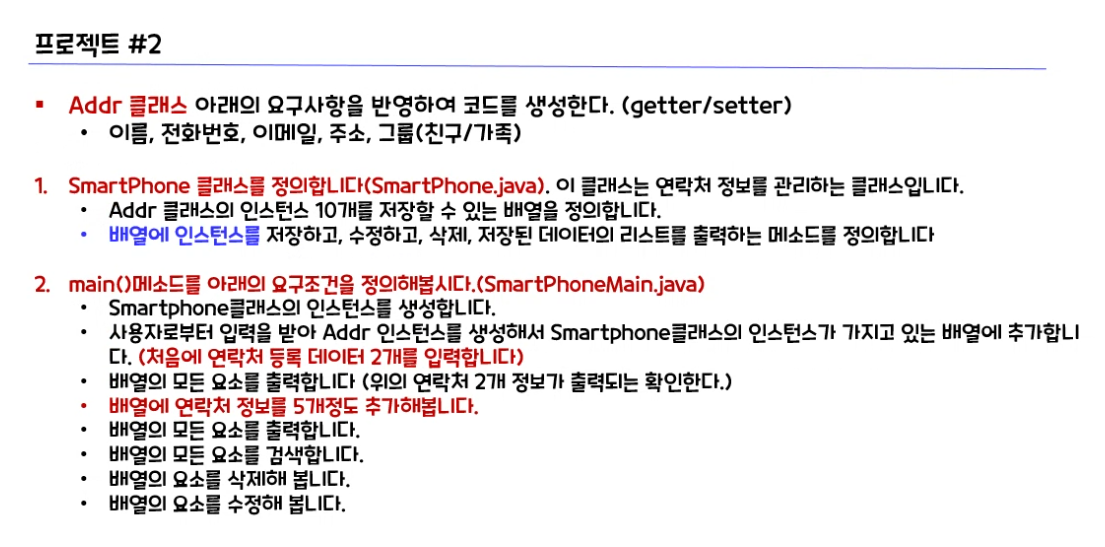 프로젝트 #2
▪ Addr 클래스 아래의 요구사항을 반영하여 코드를 생성한다. (getter/setter)
• 이름, 전화번호, 이메일, 주소, 그룹(친구/가족)
1. SmartPhone 클래스를 정의합니다(SmartPhone.java). 이 클래스는 연락처 정보를 관리하는 클래스입니다.
• Addr 클래스의 인스턴스 10개를 저장할 수 있는 배열을 정의합니다.
• 배열에 인스턴스를 저장하고, 수정하고, 삭제, 저장된 데이터의 리스트를 출력하는 메소드를 정의합니다
2. main()메소드를 아래의 요구조건을 정의해봅시다.(SmartPhoneMain.java)
• Smartphone클래스의 인스턴스를 생성합니다.
• 사용자로부터 입력을 받아 Addr 인스턴스를 생성해서 Smartphone클래스의 인스턴스가 가지고 있는 배열에 추가합니
다. (처음에 연락처 등록 데이터 2개를 입력합니다)
• 배열의 모든 요소를 출력합니다 (위의 연락처 2개 정보가 출력되는 확인한다.)
• 배열에 연락처 정보를 5개정도 추가해봅니다.
• 배열의 모든 요소를 출력합니다.
• 배열의 모든 요소를 검색합니다.
• 배열의 요소를 삭제해 봅니다.
• 배열의 요소를 수정해 봅니다.